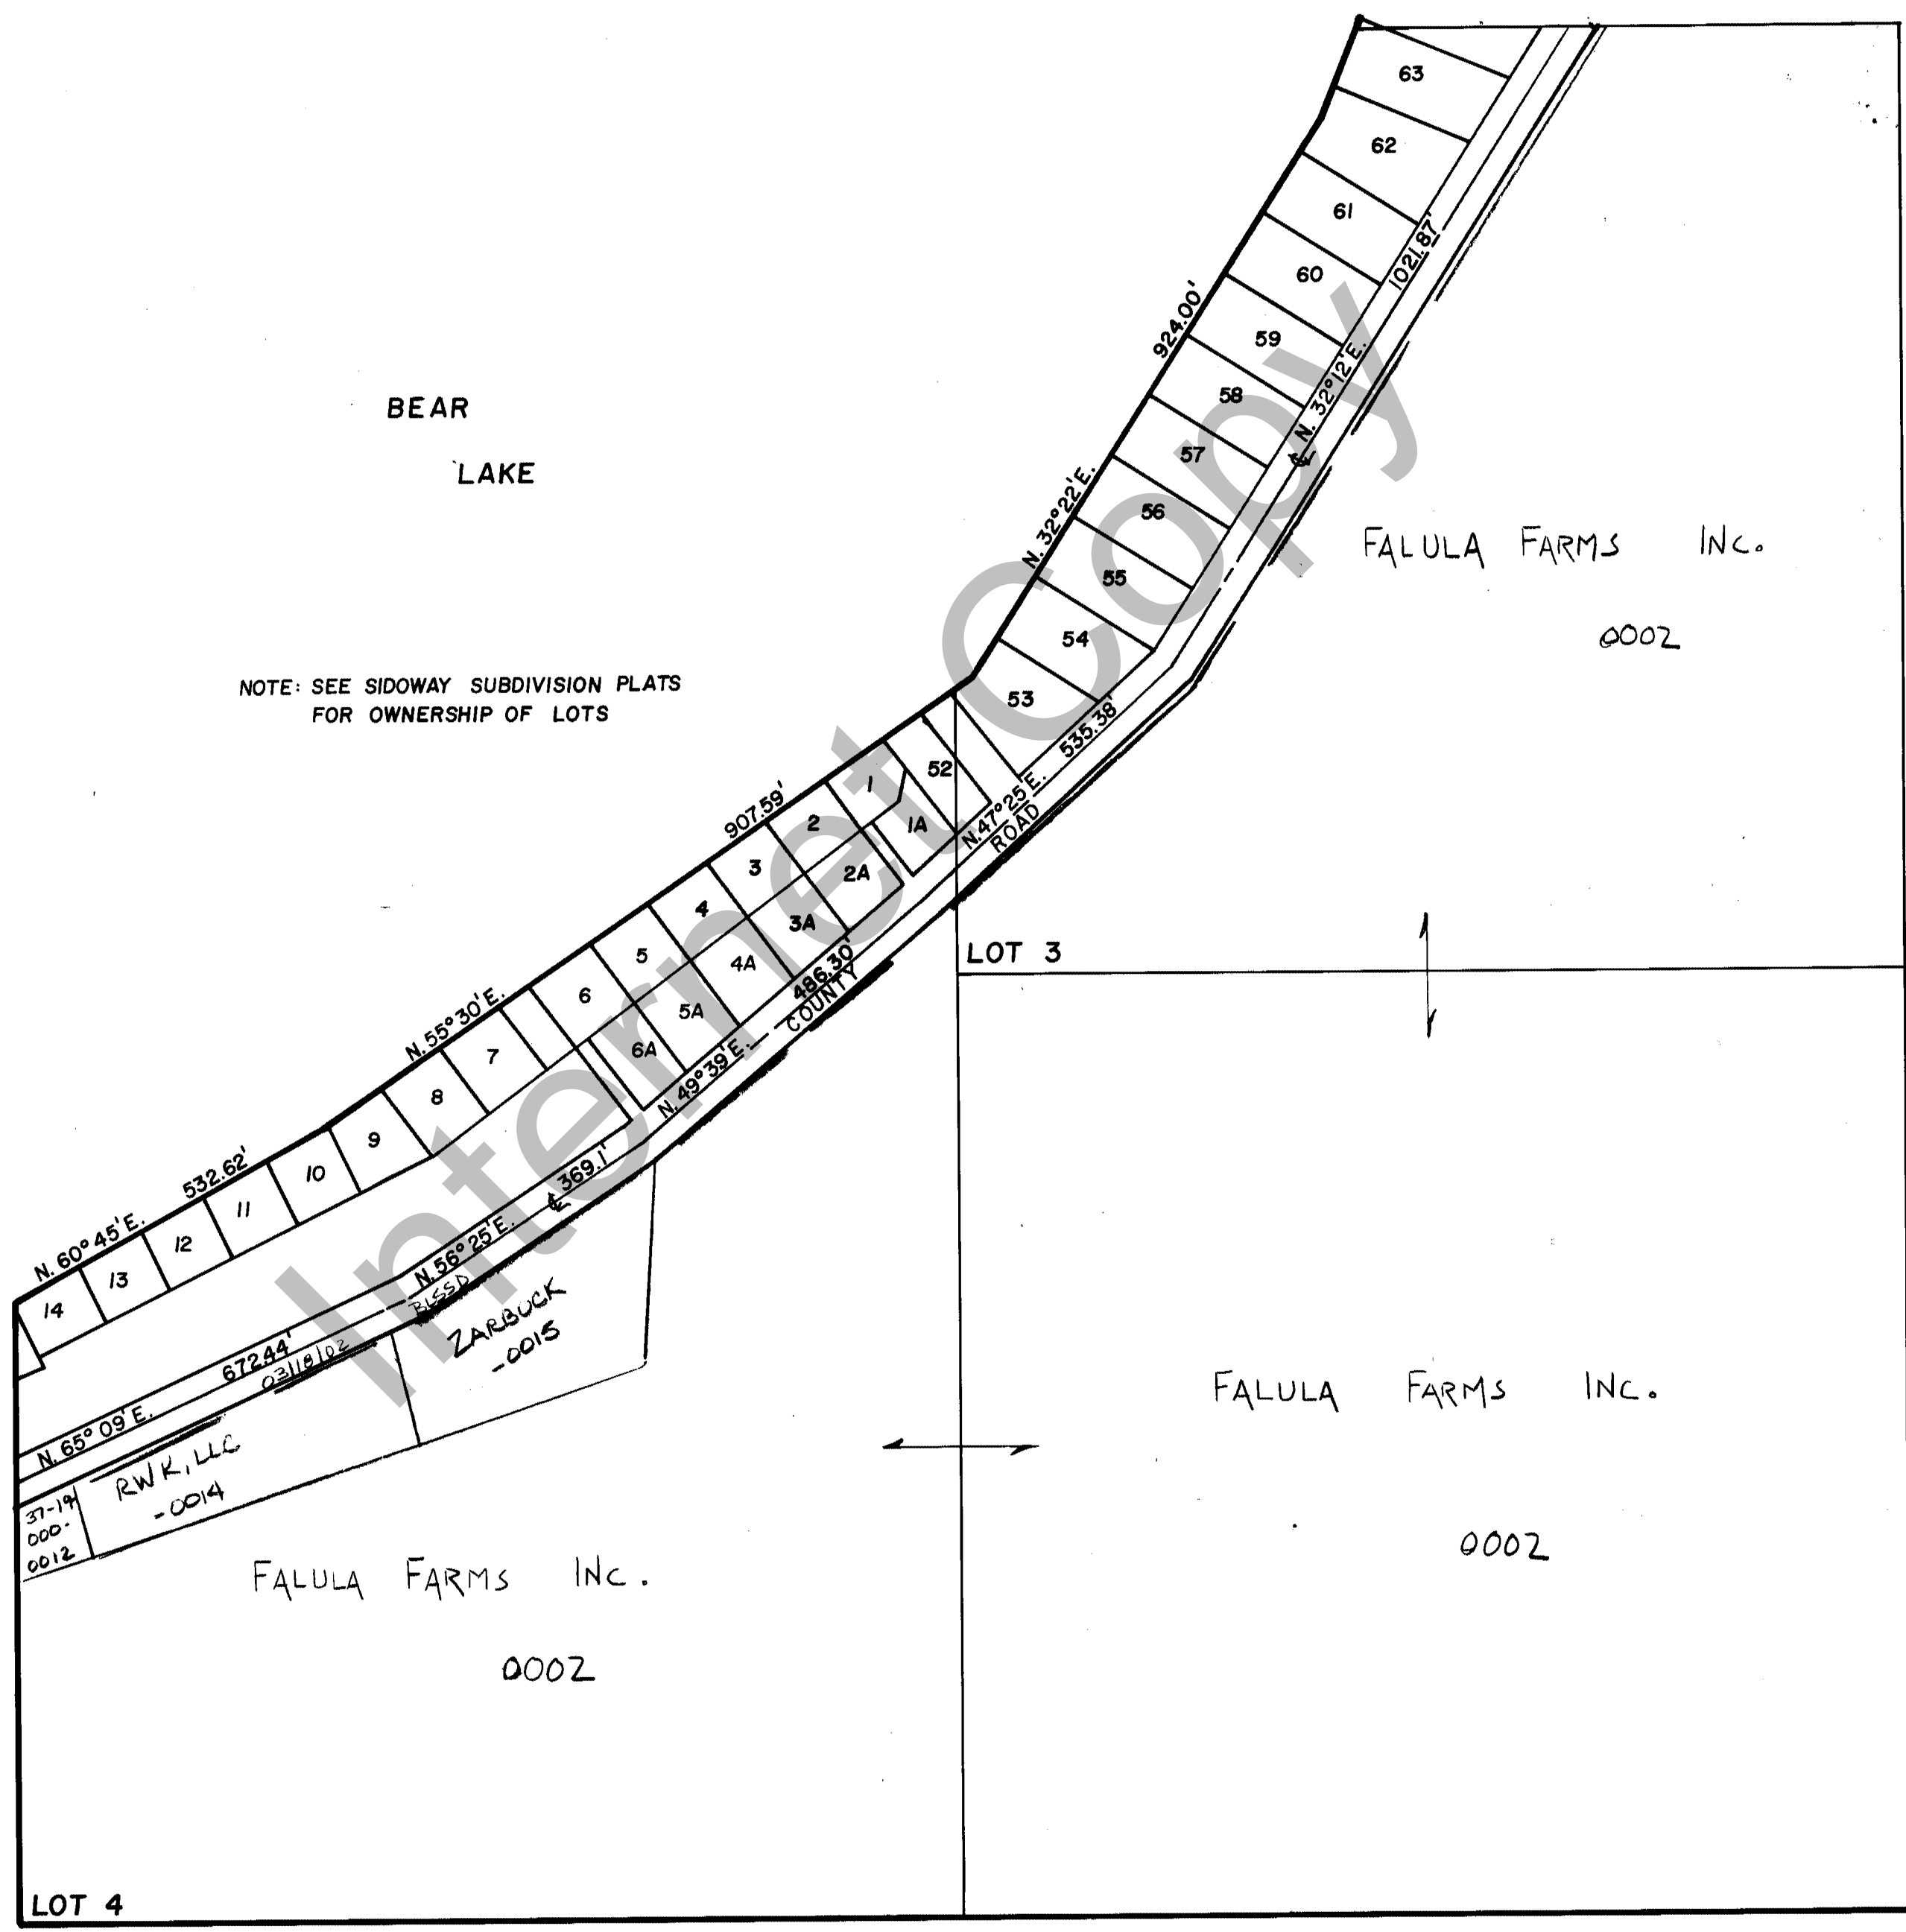 63
62
61
1021.87'
60
924.00'
59
N. 32°12'E.
58
BEAR
LAKE
57
N. 32°22'E.
56
FALULA FARMS INC.
0002
55
54
53
NOTE: SEE SIDOWAY SUBDIVISION PLATS
FOR OWNERSHIP OF LOTS
535.38'
52
1
907.59'
N. 47°25'E.
ROAD
2
1A
3
2A
4
3A
LOT 3
5
4A
486.30'
COUNTY
6
5A
N. 55°30'E.
7
6A
N. 49°39'E.
8
9
532.62'
10
369.1'
11
N. 60°45'E.
12
N. 56°25'E.
13
BLSSD
14
ZARBUCK
-0015
672.44'
03/18/02
N. 65°09'E.
RWK, LLC
-0014
37-19
000-
0012
FALULA FARMS INC.
0002
FALULA FARMS INC.
0002
LOT 4
Internet Copy